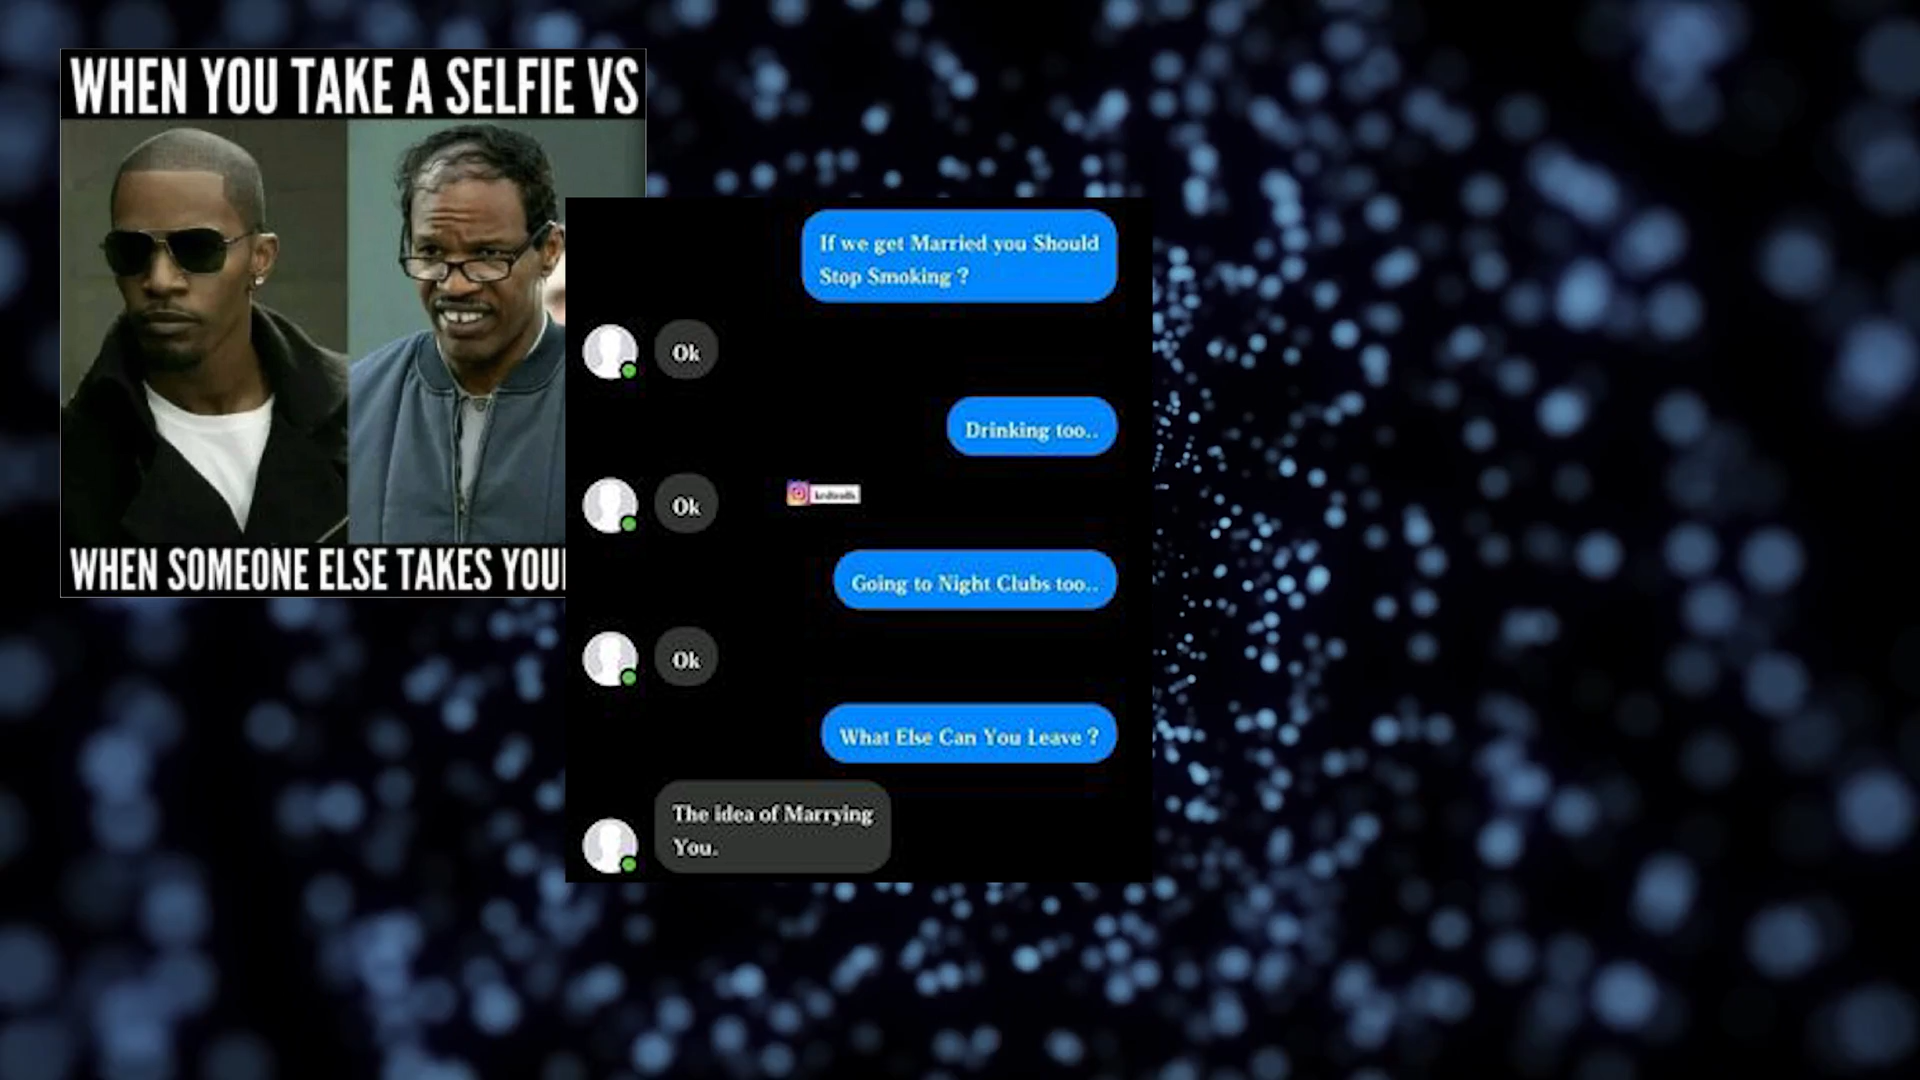 WHEN YOU TAKE A SELFIE VS
WHEN SOMEONE ELSE TAKES
If we get Married you Should
Stop Smoking ?
Ok
Drinking too..
Ok
Going to Night Clubs too..
Ok
What Else Can You Leave ?
The idea of Marrying
You.